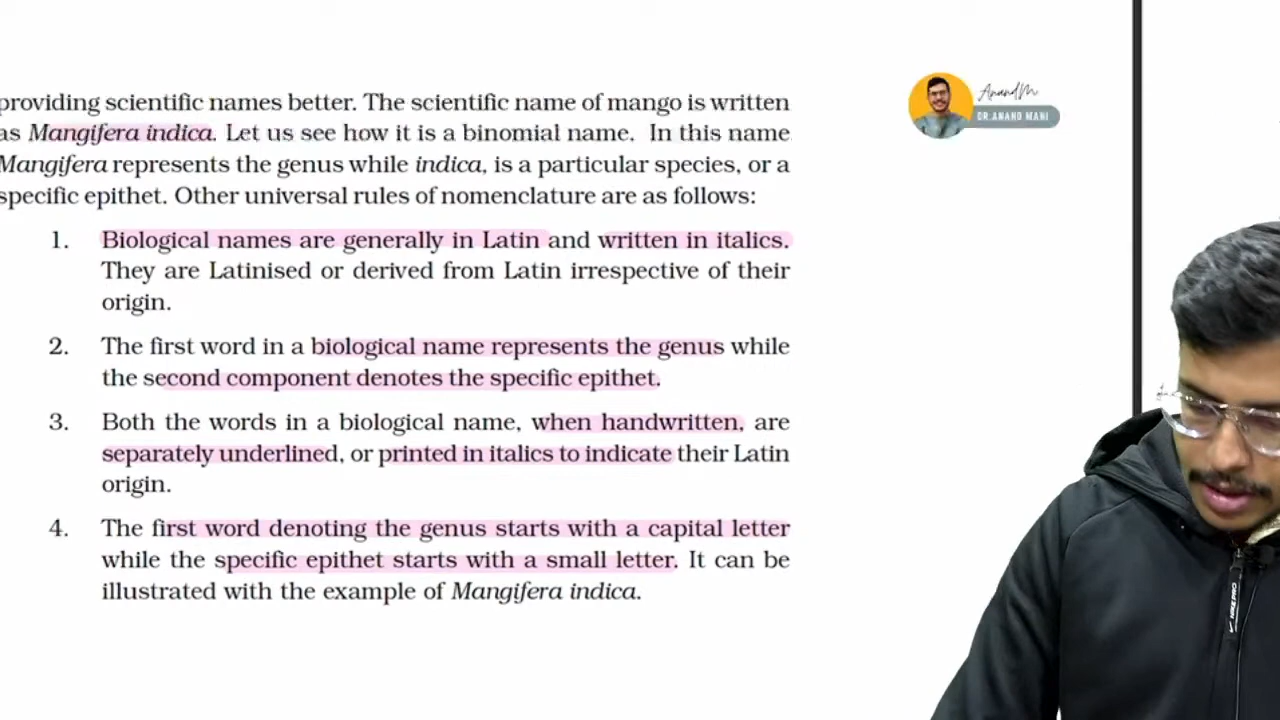 providing scientific names better. The scientific name of mango is written
as Mangifera indica. Let us see how it is a binomial name. In this name
Mangifera represents the genus while indica, is a particular species, or a
specific epithet. Other universal rules of nomenclature are as follows:
1. Biological names are generally in Latin and written in italics.
They are Latinised or derived from Latin irrespective of their
origin.
2. The first word in a biological name represents the genus while
the second component denotes the specific epithet.
3. Both the words in a biological name, when handwritten, are
separately underlined, or printed in italics to indicate their Latin
origin.
4. The first word denoting the genus starts with a capital letter
while the specific epithet starts with a small letter. It can be
illustrated with the example of Mangifera indica.
AnandM
DR.ANAND MANI
NIKE PRO